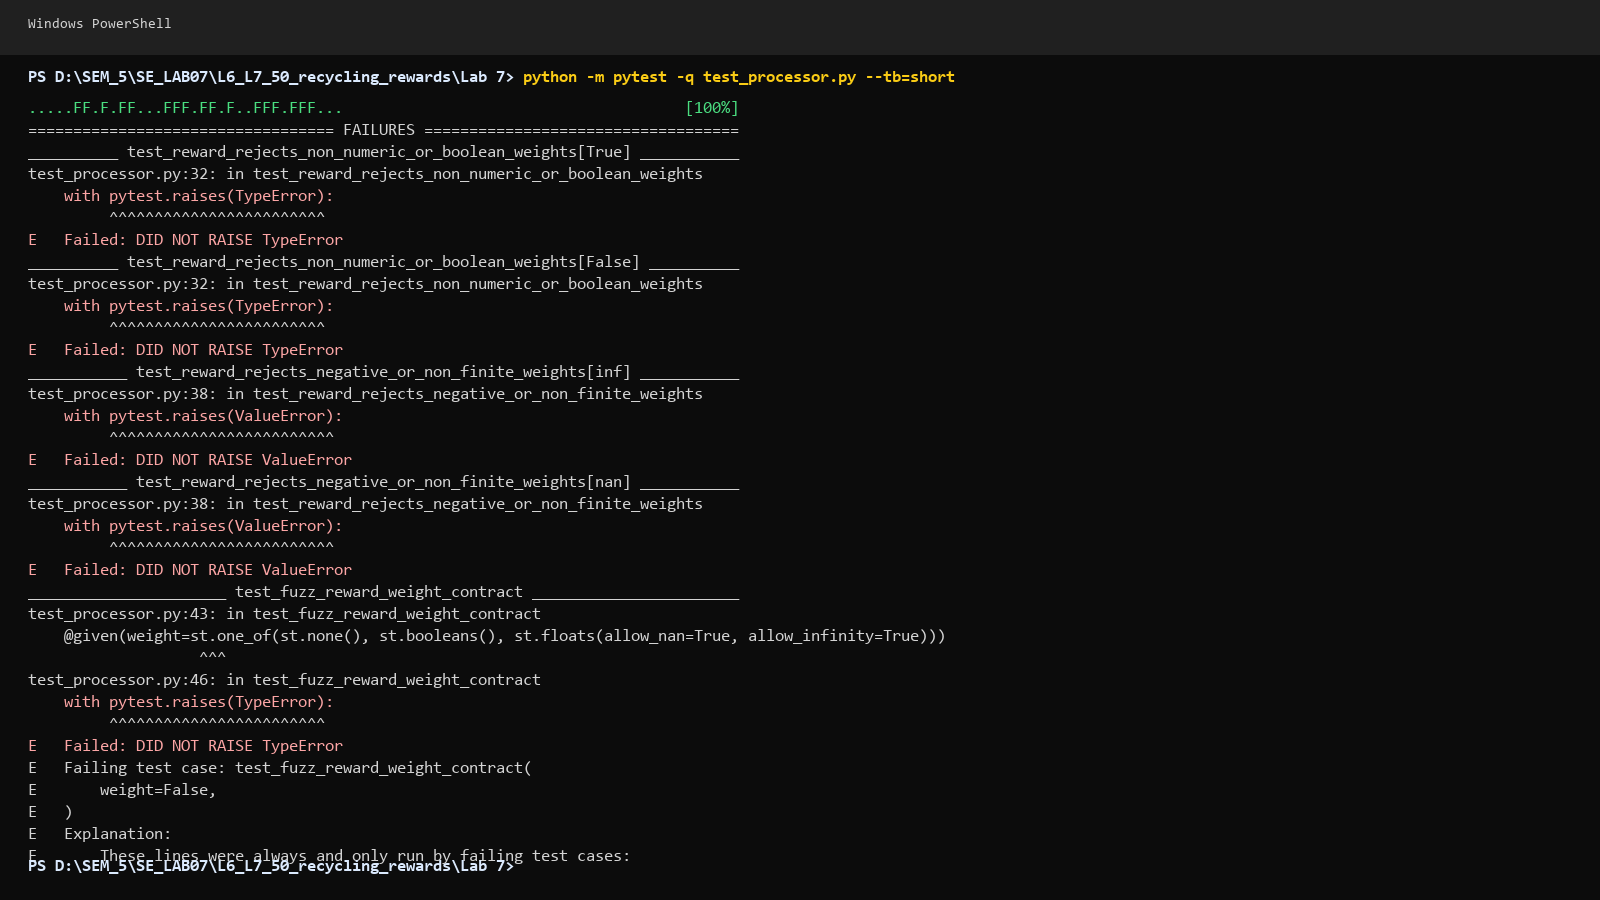 Windows PowerShell
PS D:\SEM_5\SE_LAB07\L6_L7_50_recycling_rewards\Lab 7> python -m pytest -q test_processor.py --tb=short
.....FF.F.FF...FFF.FF.F..FFF.FFF... [100%]
================================== FAILURES ===================================
__________ test_reward_rejects_non_numeric_or_boolean_weights[True] ___________
test_processor.py:32: in test_reward_rejects_non_numeric_or_boolean_weights
    with pytest.raises(TypeError):
         ^^^^^^^^^^^^^^^^^^^^^^^^
E   Failed: DID NOT RAISE TypeError
__________ test_reward_rejects_non_numeric_or_boolean_weights[False] __________
test_processor.py:32: in test_reward_rejects_non_numeric_or_boolean_weights
    with pytest.raises(TypeError):
         ^^^^^^^^^^^^^^^^^^^^^^^^
E   Failed: DID NOT RAISE TypeError
___________ test_reward_rejects_negative_or_non_finite_weights[inf] ___________
test_processor.py:38: in test_reward_rejects_negative_or_non_finite_weights
    with pytest.raises(ValueError):
         ^^^^^^^^^^^^^^^^^^^^^^^^^
E   Failed: DID NOT RAISE ValueError
___________ test_reward_rejects_negative_or_non_finite_weights[nan] ___________
test_processor.py:38: in test_reward_rejects_negative_or_non_finite_weights
    with pytest.raises(ValueError):
         ^^^^^^^^^^^^^^^^^^^^^^^^^
E   Failed: DID NOT RAISE ValueError
______________________ test_fuzz_reward_weight_contract _______________________
test_processor.py:43: in test_fuzz_reward_weight_contract
    @given(weight=st.one_of(st.none(), st.booleans(), st.floats(allow_nan=True, allow_infinity=True)))
                   ^^^
test_processor.py:46: in test_fuzz_reward_weight_contract
    with pytest.raises(TypeError):
         ^^^^^^^^^^^^^^^^^^^^^^^^
E   Failed: DID NOT RAISE TypeError
E   Failing test case: test_fuzz_reward_weight_contract(
E       weight=False,
E   )
E   Explanation:
E       These lines were always and only run by failing test cases:
PS D:\SEM_5\SE_LAB07\L6_L7_50_recycling_rewards\Lab 7>